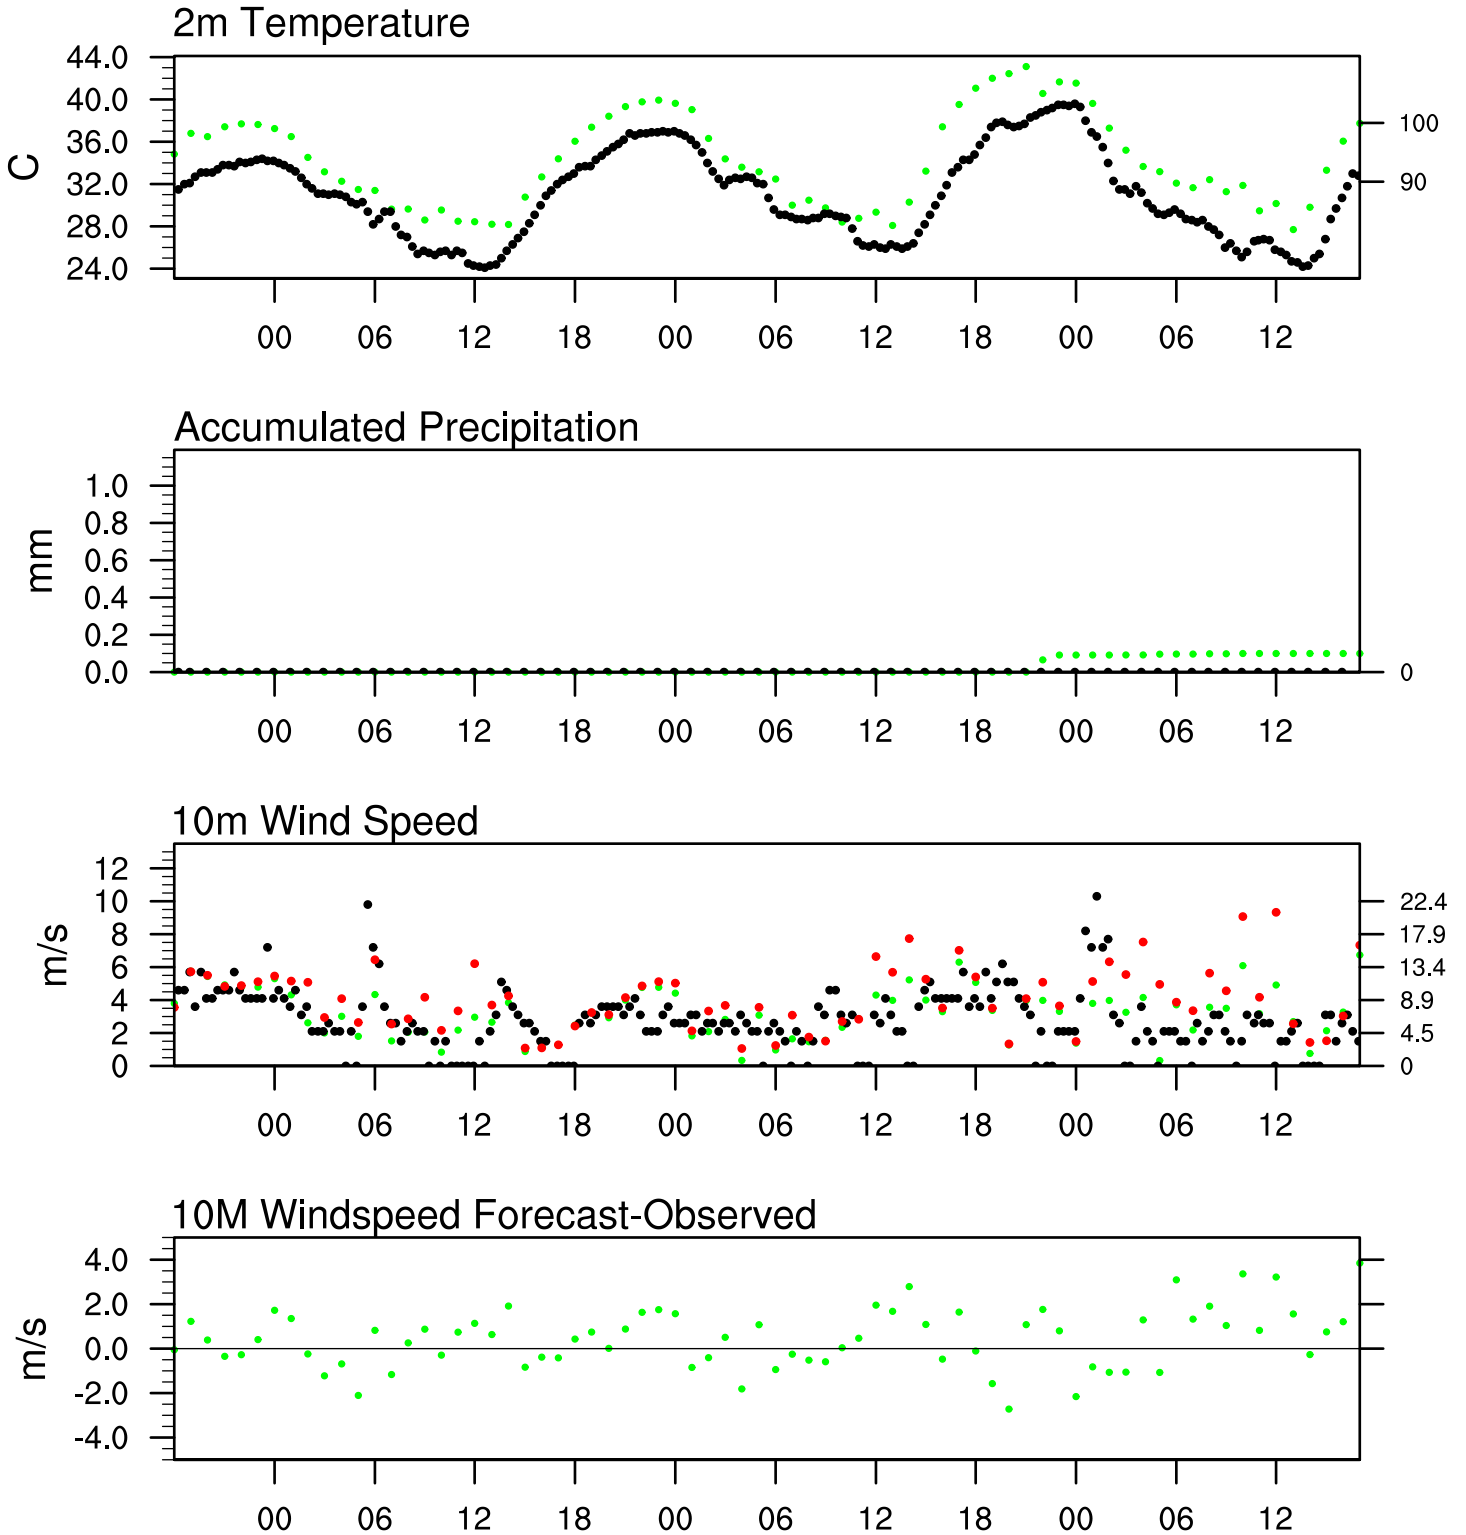 2m Temperature
44.0
40.0
36.0
32.0
28.0
24.0
C
100
90
00 06 12 18 00 06 12 18 00 06 12
Accumulated Precipitation
1.0
0.8
0.6
0.4
0.2
0.0
mm
0
00 06 12 18 00 06 12 18 00 06 12
10m Wind Speed
12
10
8
6
4
2
0
m/s
22.4
17.9
13.4
8.9
4.5
0
00 06 12 18 00 06 12 18 00 06 12
10M Windspeed Forecast-Observed
4.0
2.0
0.0
-2.0
-4.0
m/s
00 06 12 18 00 06 12 18 00 06 12